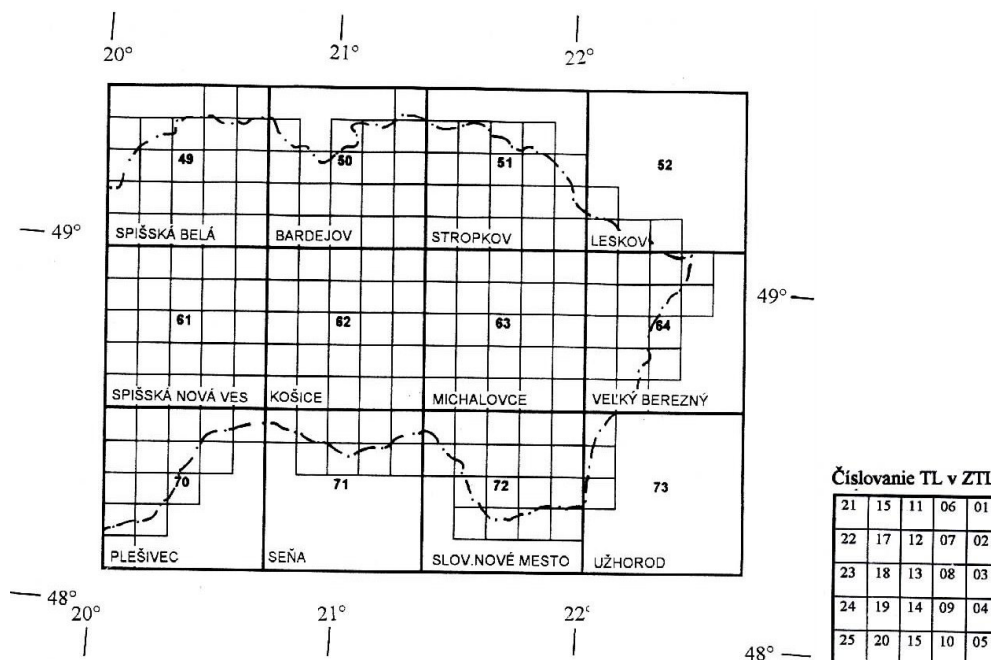 20° 21° 22°
49 50 51 52
SPIŠSKÁ BELÁ BARDEJOV STROPKOV LESKOV
49°
49°
61 62 63 64
SPIŠSKÁ NOVÁ VES KOŠICE MICHALOVCE VEĽKÝ BEREZNÝ
70 71 72 73
PLEŠIVEC SEŇA SLOV.NOVÉ MESTO UŽHOROD
48°
20° 21° 22°
48°
Číslovanie TL v ZTL
21 15 11 06 01
22 17 12 07 02
23 18 13 08 03
24 19 14 09 04
25 20 15 10 05